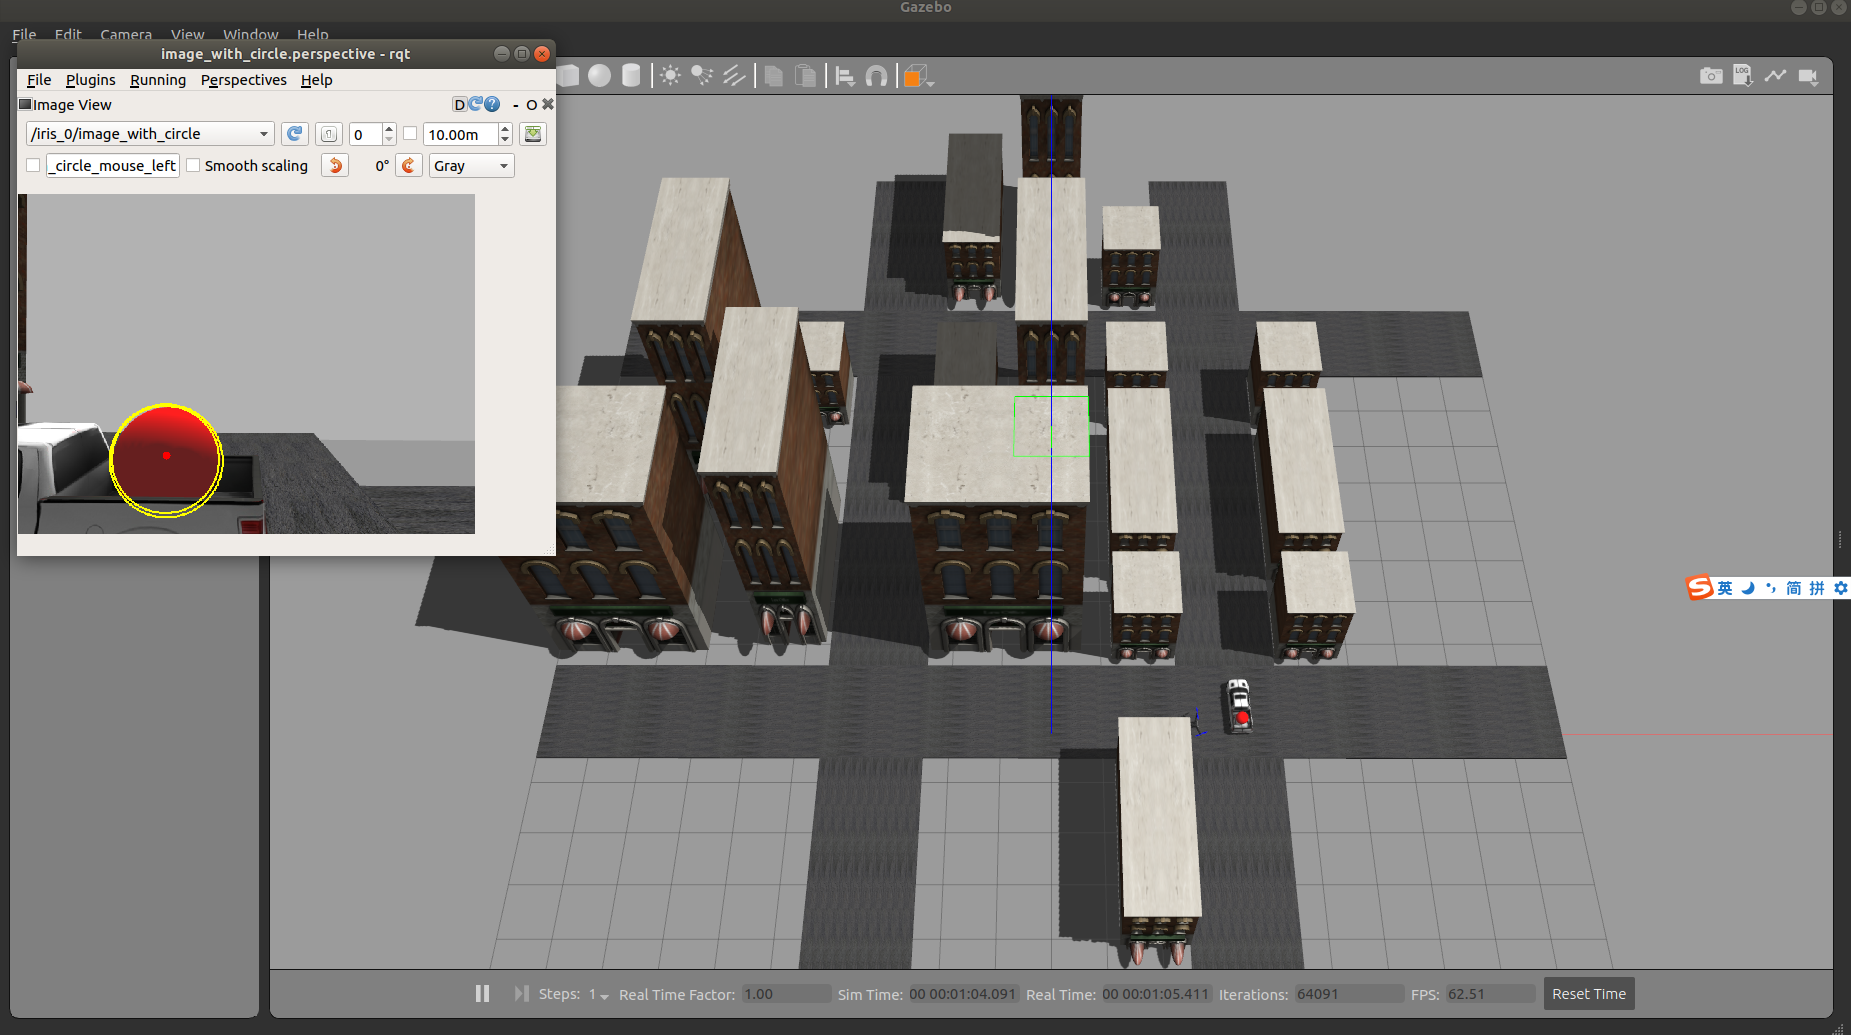 Gazebo
File Edit Camera View Window Help
image_with_circle.perspective - rqt
File Plugins Running Perspectives Help
Image View
D
?
- O
/iris_0/image_with_circle
0
10.00m
_circle_mouse_left
Smooth scaling
0°
Gray
LOG
S英简拼
Steps: 1
Real Time Factor: 1.00
Sim Time: 00 00:01:04.091
Real Time: 00 00:01:05.411
Iterations: 64091
FPS: 62.51
Reset Time